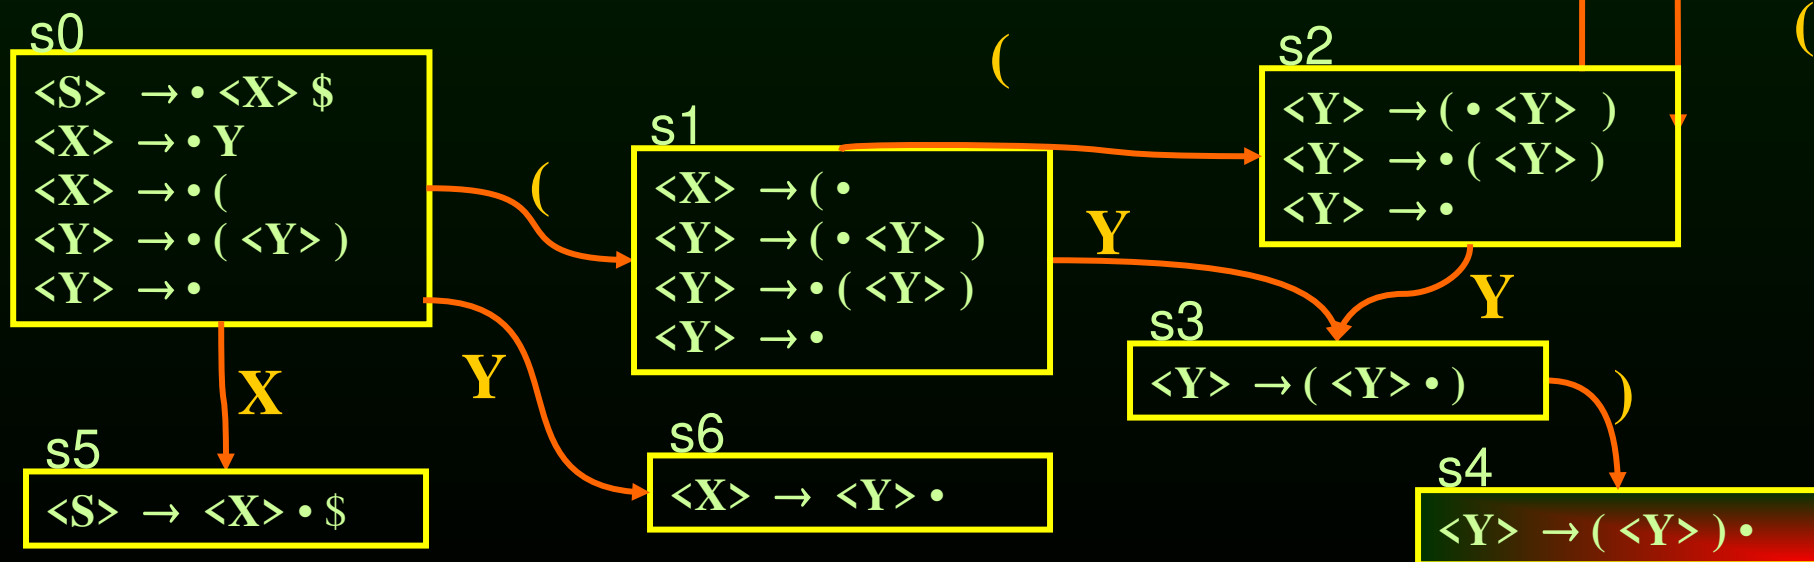 s0
<S> → • <X> $
<X> → • Y
<X> → • (
<Y> → • ( <Y> )
<Y> → •
(
X
Y
s5
<S> → <X> • $
s1
<X> → ( •
<Y> → ( • <Y> )
<Y> → • ( <Y> )
<Y> → •
(
Y
s6
<X> → <Y> •
s2
<Y> → ( • <Y> )
<Y> → • ( <Y> )
<Y> → •
(
Y
s3
<Y> → ( <Y> • )
)
s4
<Y> → ( <Y> ) •